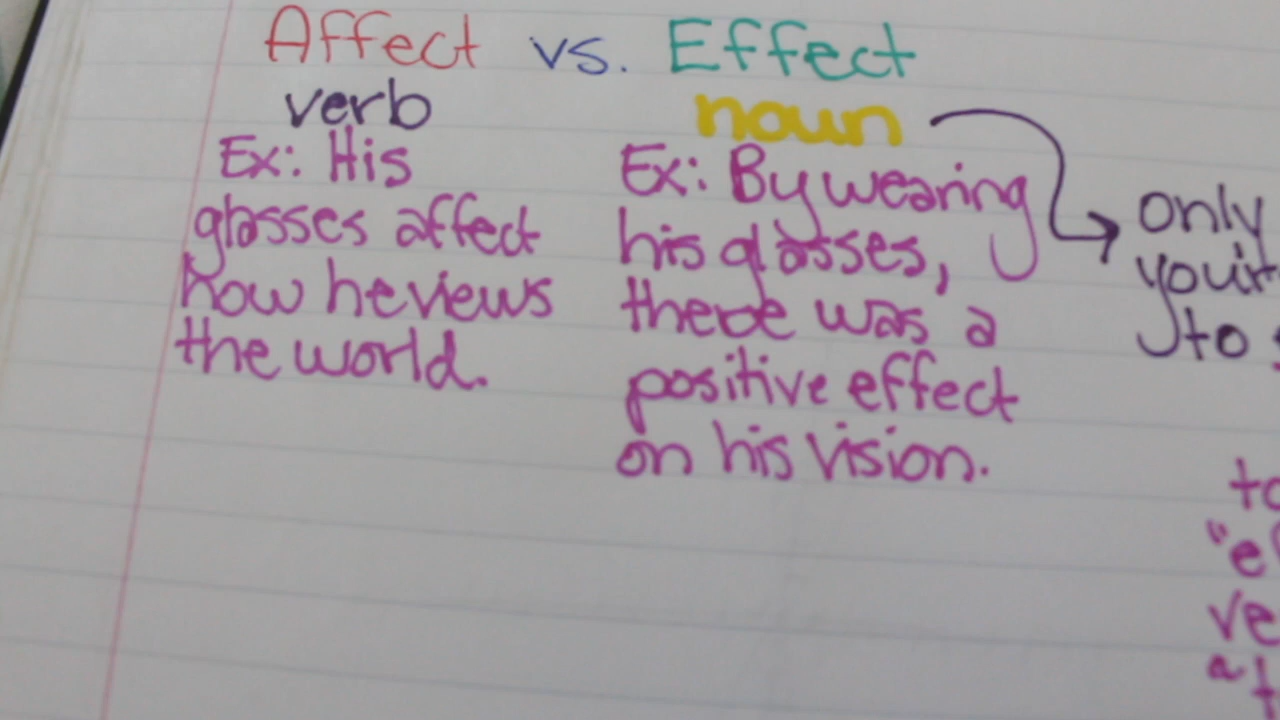 Affect vs. Effect
verb
Ex: His
glasses affect
how he views
the world.
noun
Ex: By wearing
his glasses,
there was a
positive effect
on his vision.
only
to